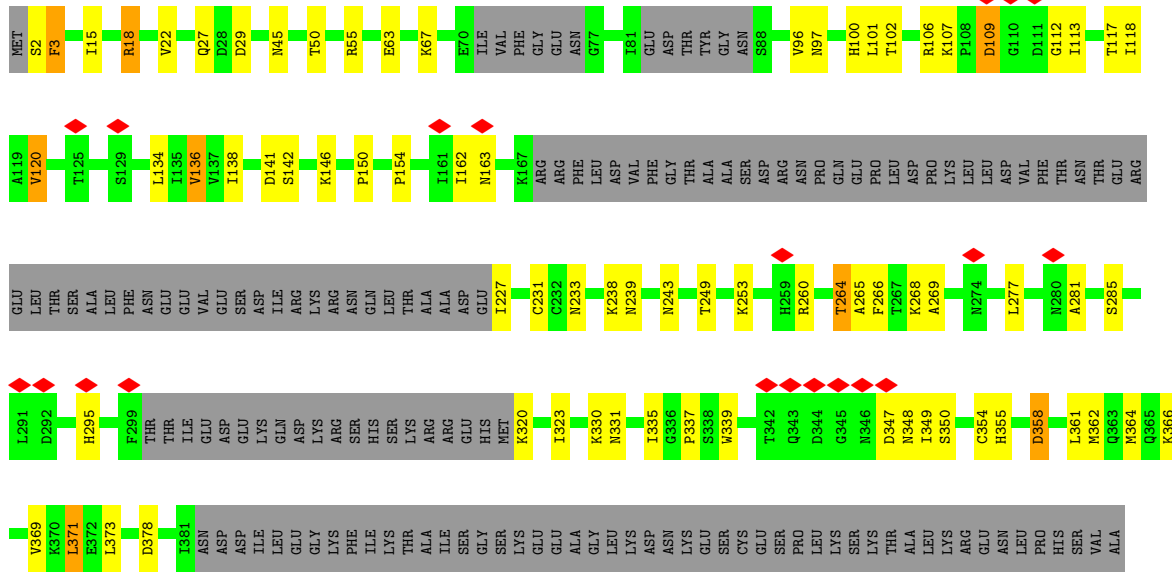 MET S2 F3 I15 R18 V22 Q27 D28 D29 N45 T50 R55 E63 K67 E70 ILE VAL PHE GLY GLU ASN G77 I81 GLU ASP THR TYR GLY ASN S88 V96 N97 H100 L101 T102 R106 K107 P108 D109 G110 D111 G112 I113 T117 I118
A119 V120 T125 S129 L134 I135 V136 V137 I138 D141 S142 K146 P150 P154 I161 I162 N163 K167 ARG ARG PHE LEU ASP VAL PHE GLY THR ALA ALA SER ASP ARG ASN PRO GLN GLU PRO LEU ASP PRO LYS LEU LEU ASP VAL PHE THR ASN THR GLU ARG
GLU LEU THR SER ALA LEU PHE ASN GLU GLU VAL GLU SER ASP ILE ARG LYS ARG ASN GLN LEU THR ALA ALA ASP GLU I227 C231 C232 N233 K238 N239 N243 T249 K253 H259 R260 T264 A265 F266 T267 K268 A269 N274 L277 N280 A281 S285
L291 D292 H295 F299 THR THR ILE GLU ASP GLU LYS GLN ASP LYS ARG SER HIS SER LYS ARG ARG GLU HIS MET K320 I323 K330 N331 I335 G336 P337 S338 W339 T342 Q343 D344 G345 N346 D347 N348 I349 S350 C354 H355 D358 L361 M362 Q363 M364 Q365 K366
V369 K370 L371 E372 L373 D378 I381 ASN ASP ASP ILE LEU GLU GLY LYS PHE ILE LYS THR ALA ILE SER GLY SER LYS GLU GLU ALA GLY LEU LYS ASP ASN LYS GLU SER CYS GLU SER PRO LEU LYS SER LYS THR ALA LEU LYS ARG GLU ASN LEU PRO HIS SER VAL ALA